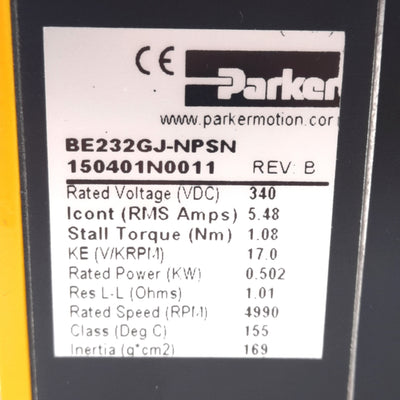 CE Parker
www.parkermotion.com
BE232GJ-NPSN
150401N0011 REV: B
Rated Voltage (VDC) 340
Icont (RMS Amps) 5.48
Stall Torque (Nm) 1.08
KE (V/KRPM) 17.0
Rated Power (KW) 0.502
Res L-L (Ohms) 1.01
Rated Speed (RPM) 4990
Class (Deg C) 155
Inertia (g*cm2) 169